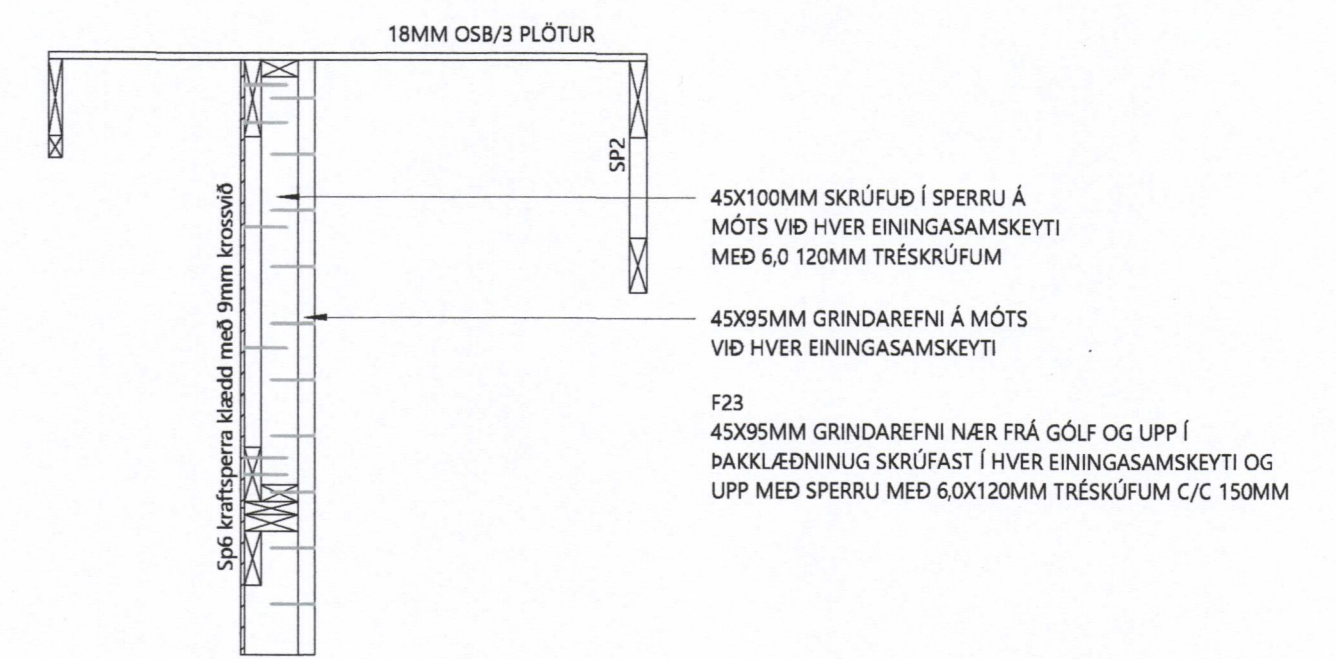 18MM OSB/3 PLÖTUR
SP2
Sp6 kraftsperra klædd með 9mm krossvið
45X100MM SKRÚFUÐ Í SPERRU Á
MÓTS VIÐ HVER EININGASAMSKEYTI
MEÐ 6,0 120MM TRÉSKRÚFUM
45X95MM GRINDAREFNI Á MÓTS
VIÐ HVER EININGASAMSKEYTI
F23
45X95MM GRINDAREFNI NÆR FRÁ GÓLF OG UPP Í
ÞAKKLÆÐNINUG SKRÚFAST Í HVER EININGASAMSKEYTI OG
UPP MEÐ SPERRU MEÐ 6,0X120MM TRÉSKÚFUM C/C 150MM